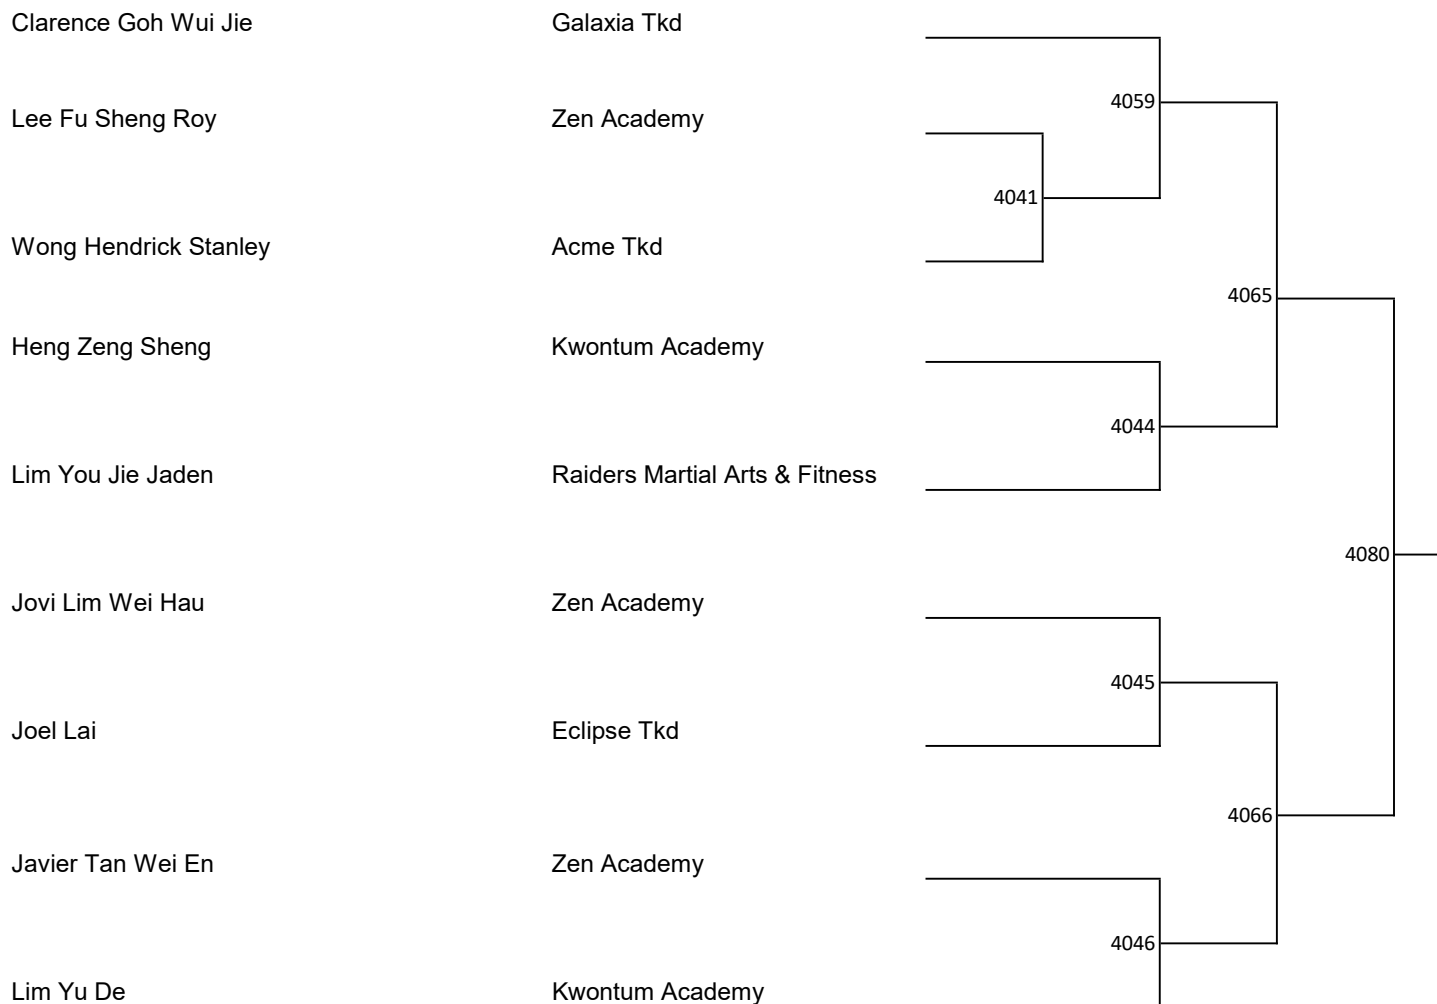 Clarence Goh Wui Jie Galaxia Tkd
4059
Lee Fu Sheng Roy Zen Academy
4041
Wong Hendrick Stanley Acme Tkd
4065
Heng Zeng Sheng Kwontum Academy
4044
Lim You Jie Jaden Raiders Martial Arts & Fitness
4080
Jovi Lim Wei Hau Zen Academy
4045
Joel Lai Eclipse Tkd
4066
Javier Tan Wei En Zen Academy
4046
Lim Yu De Kwontum Academy